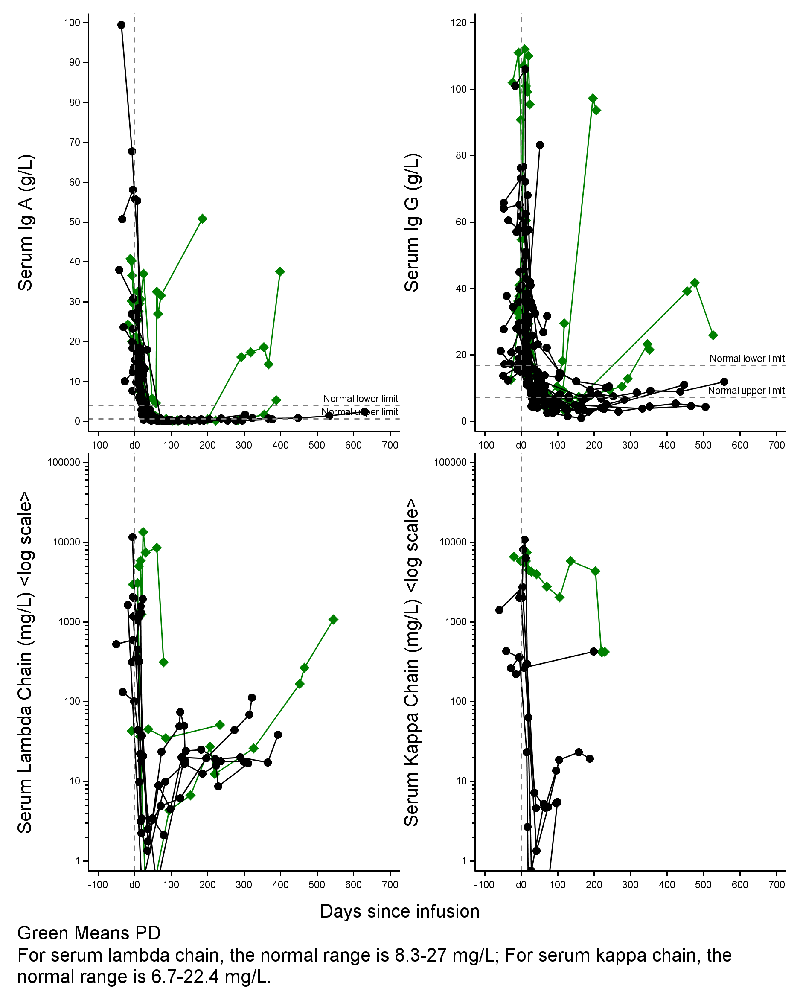 Serum Ig A (g/L)
100
90
80
70
60
50
40
30
20
10
0
Normal lower limit
Normal upper limit
-100 d0 100 200 300 400 500 600 700
Serum Ig G (g/L)
120
100
80
60
40
20
0
Normal lower limit
Normal upper limit
-100 d0 100 200 300 400 500 600 700
Serum Lambda Chain (mg/L) <log scale>
100000
10000
1000
100
10
1
-100 d0 100 200 300 400 500 600 700
Serum Kappa Chain (mg/L) <log scale>
100000
10000
1000
100
10
1
-100 d0 100 200 300 400 500 600 700
Days since infusion
Green Means PD
For serum lambda chain, the normal range is 8.3-27 mg/L; For serum kappa chain, the
normal range is 6.7-22.4 mg/L.